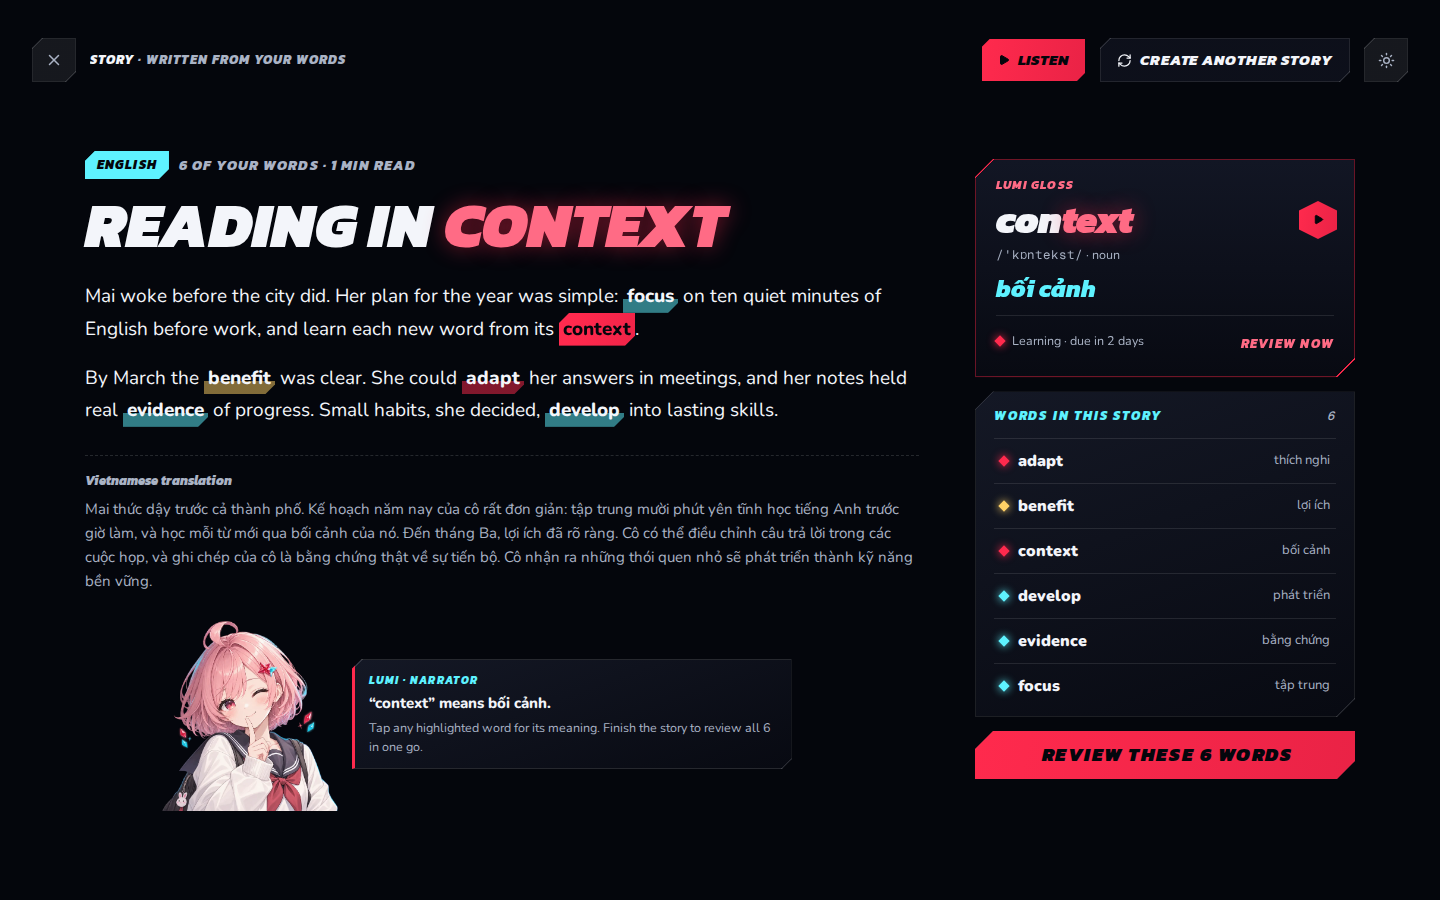 STORY · WRITTEN FROM YOUR WORDS
LISTEN
CREATE ANOTHER STORY
ENGLISH
6 OF YOUR WORDS · 1 MIN READ
READING IN CONTEXT
Mai woke before the city did. Her plan for the year was simple: focus on ten quiet minutes of
English before work, and learn each new word from its context.
By March the benefit was clear. She could adapt her answers in meetings, and her notes held
real evidence of progress. Small habits, she decided, develop into lasting skills.
Vietnamese translation
Mai thức dậy trước cả thành phố. Kế hoạch năm nay của cô rất đơn giản: tập trung mười phút yên tĩnh học tiếng Anh trước
giờ làm, và học mỗi từ mới qua bối cảnh của nó. Đến tháng Ba, lợi ích đã rõ ràng. Cô có thể điều chỉnh câu trả lời trong các
cuộc họp, và ghi chép của cô là bằng chứng thật về sự tiến bộ. Cô nhận ra những thói quen nhỏ sẽ phát triển thành kỹ năng
bền vững.
LUMI · NARRATOR
“context” means bối cảnh.
Tap any highlighted word for its meaning. Finish the story to review all 6
in one go.
LUMI GLOSS
context
/ˈkɒntekst/ · noun
bối cảnh
Learning · due in 2 days
REVIEW NOW
WORDS IN THIS STORY 6
adapt thích nghi
benefit lợi ích
context bối cảnh
develop phát triển
evidence bằng chứng
focus tập trung
REVIEW THESE 6 WORDS